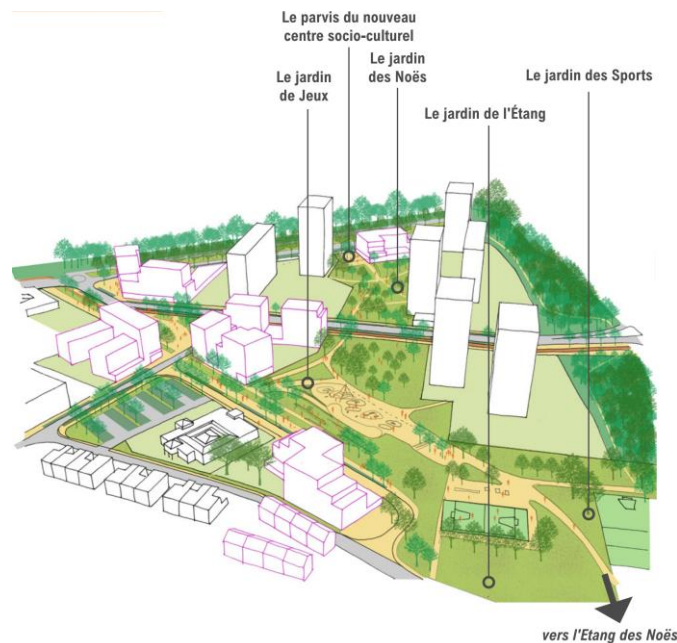 Le parvis du nouveau
centre socio-culturel
Le jardin
de Jeux
Le jardin
des Noës
Le jardin des Sports
Le jardin de l'Étang
vers l'Etang des Noës